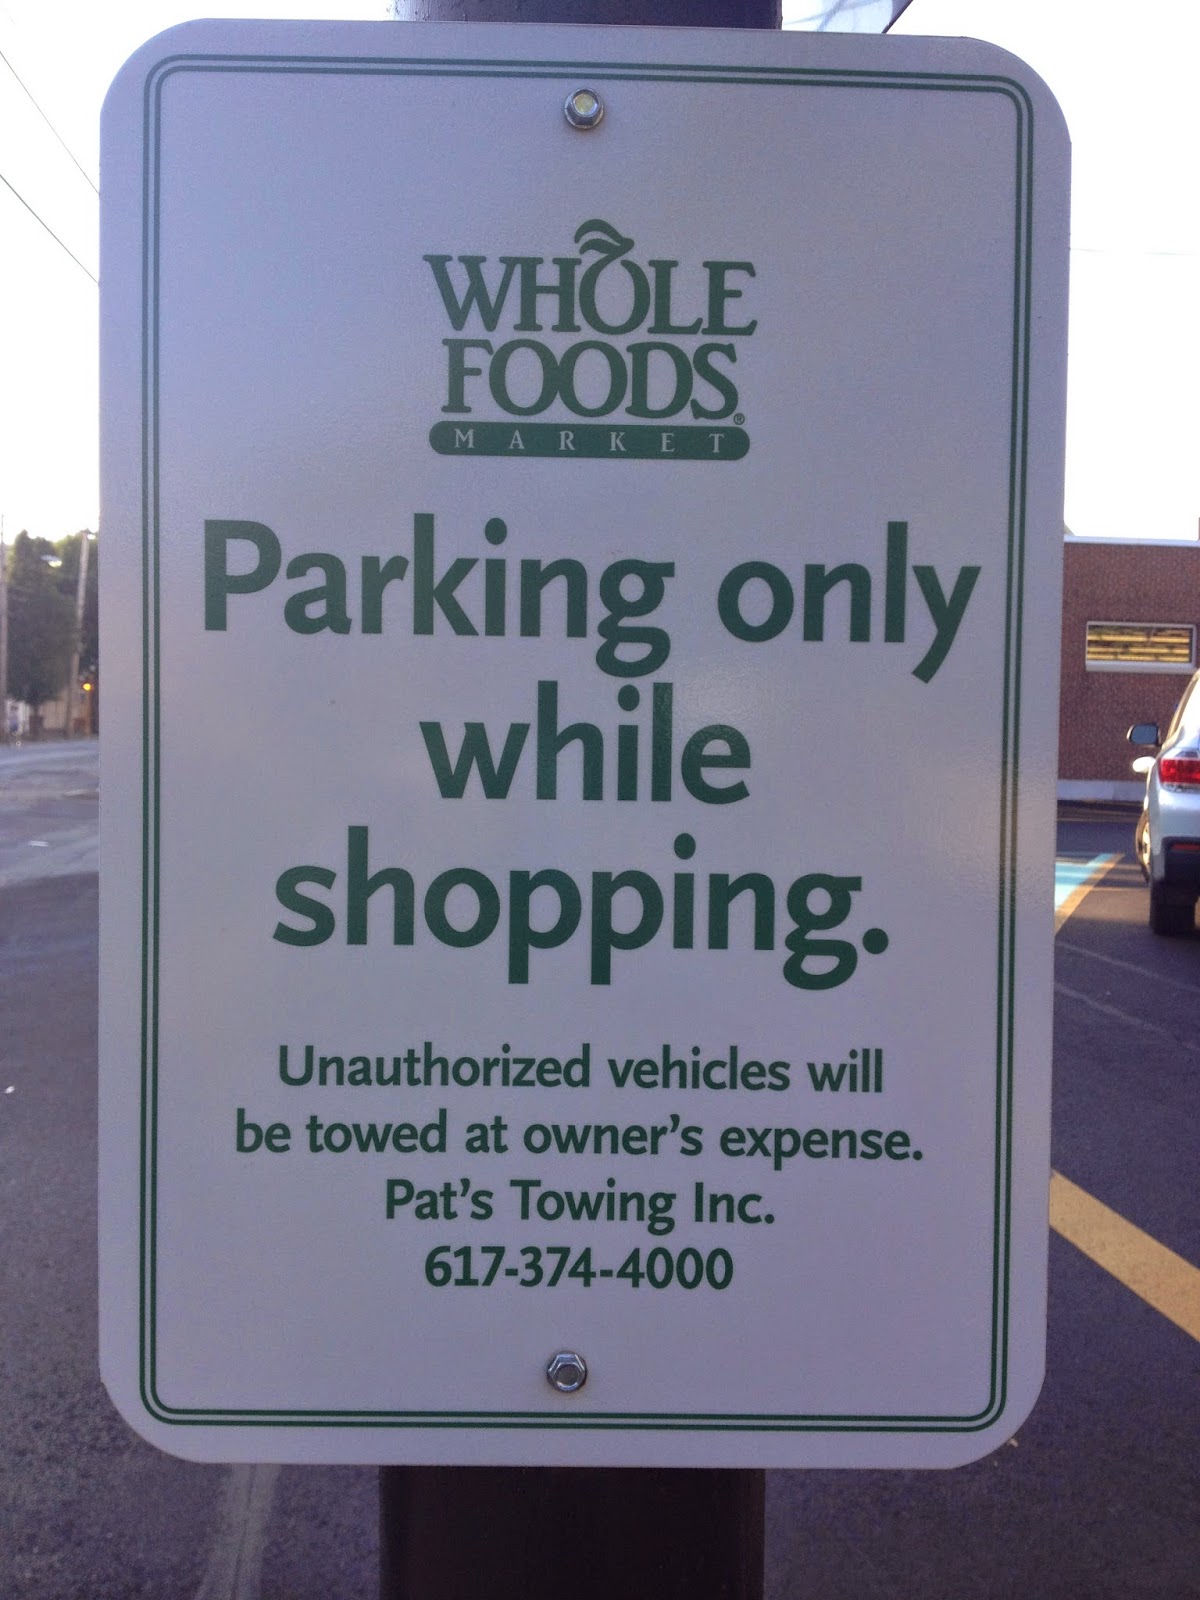 WHOLE
FOODS®
MARKET
Parking only
while
shopping.
Unauthorized vehicles will
be towed at owner's expense.
Pat's Towing Inc.
617-374-4000